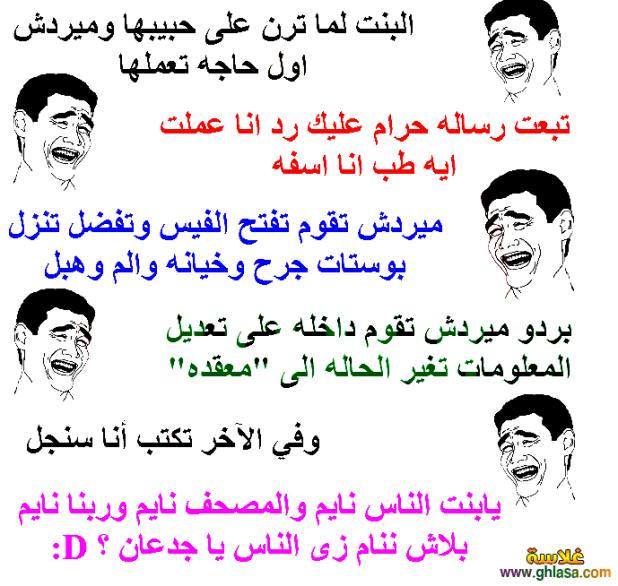 البنت لما ترن على حبيبها وميردش
اول حاجه تعملها
تبعت رساله حرام عليك رد انا عملت
ايه طب انا اسفه
ميردش تقوم تفتح الفيس وتفضل تنزل
بوستات جرح وخيانه والم وهبل
بردو ميردش تقوم داخله على تعديل
المعلومات تغير الحاله الى "معقده"
وفي الآخر تكتب أنا سنجل
يابنت الناس نايم والمصحف نايم وربنا نايم
بلاش ننام زى الناس يا جدعان ؟ D:
غلاسة
www.ghlasa.com